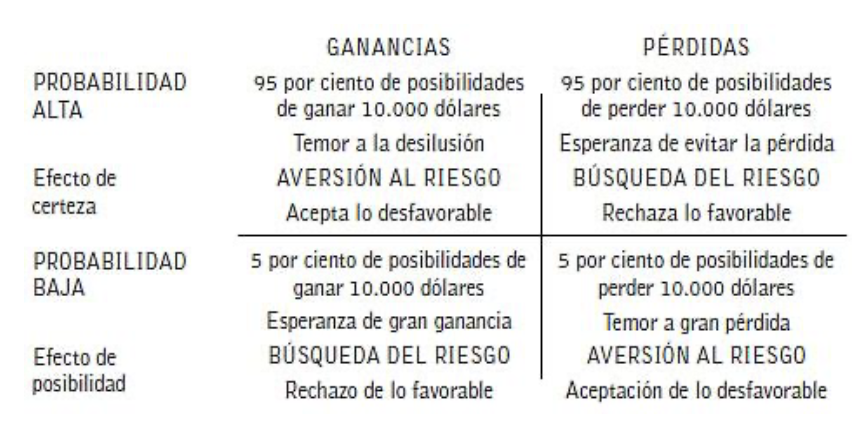 GANANCIAS
PÉRDIDAS
PROBABILIDAD
ALTA
95 por ciento de posibilidades
de ganar 10.000 dólares
95 por ciento de posibilidades
de perder 10.000 dólares
Temor a la desilusión
Esperanza de evitar la pérdida
Efecto de
certeza
AVERSIÓN AL RIESGO
BÚSQUEDA DEL RIESGO
Acepta lo desfavorable
Rechaza lo favorable
PROBABILIDAD
BAJA
5 por ciento de posibilidades de
ganar 10.000 dólares
5 por ciento de posibilidades de
perder 10.000 dólares
Esperanza de gran ganancia
Temor a gran pérdida
Efecto de
posibilidad
BÚSQUEDA DEL RIESGO
AVERSIÓN AL RIESGO
Rechazo de lo favorable
Aceptación de lo desfavorable